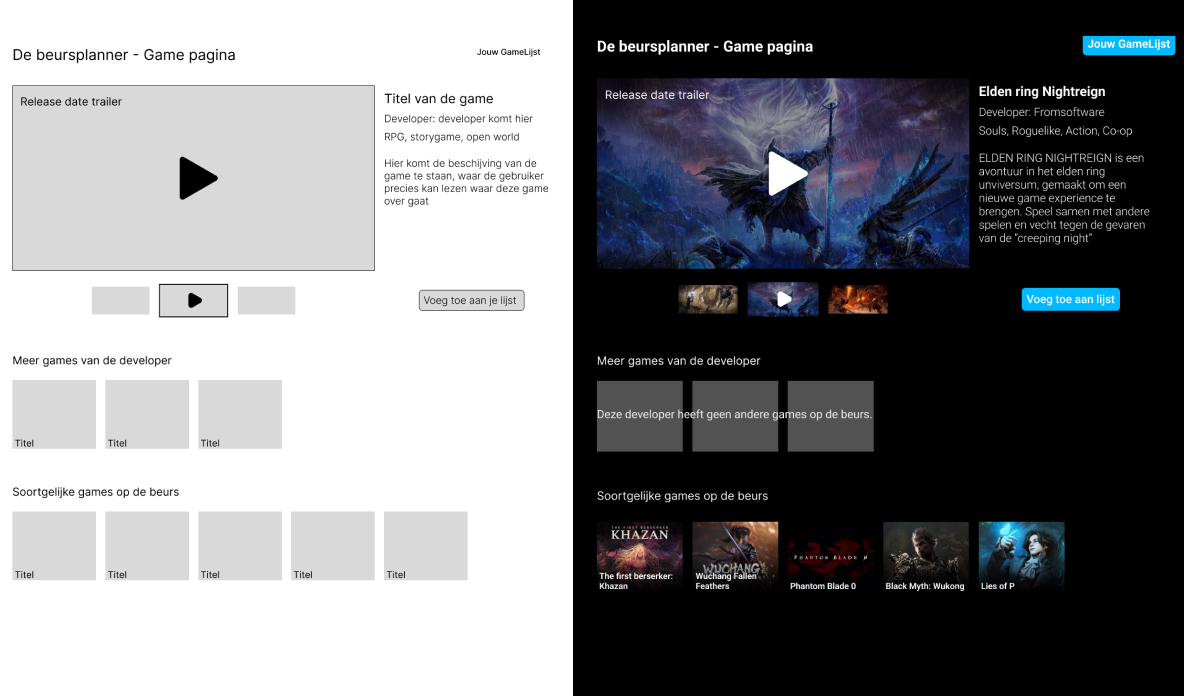 De beursplanner - Game pagina
Jouw GameLijst
Release date trailer
Titel van de game
Developer: developer komt hier
RPG, storygame, open world
Hier komt de beschijving van de
game te staan, waar de gebruiker
precies kan lezen waar deze game
over gaat
Voeg toe aan je lijst
Meer games van de developer
Titel
Titel
Titel
Soortgelijke games op de beurs
Titel
Titel
Titel
Titel
Titel
De beursplanner - Game pagina
Jouw GameLijst
Release date trailer
Elden ring Nightreign
Developer: Fromsoftware
Souls, Roguelike, Action, Co-op
ELDEN RING NIGHTREIGN is een
avontuur in het elden ring
unviversum, gemaakt om een
nieuwe game experience te
brengen. Speel samen met andere
spelen en vecht tegen de gevaren
van de “creeping night”
Voeg toe aan lijst
Meer games van de developer
Deze developer heeft geen andere games op de beurs.
Soortgelijke games op de beurs
THE FIRST BERSERKER
KHAZAN
The first berserker:
Khazan
WUCHANG
Wuchang Fallen
Feathers
PHANTOM BLADE 0
Phantom Blade 0
Black Myth: Wukong
Lies of P